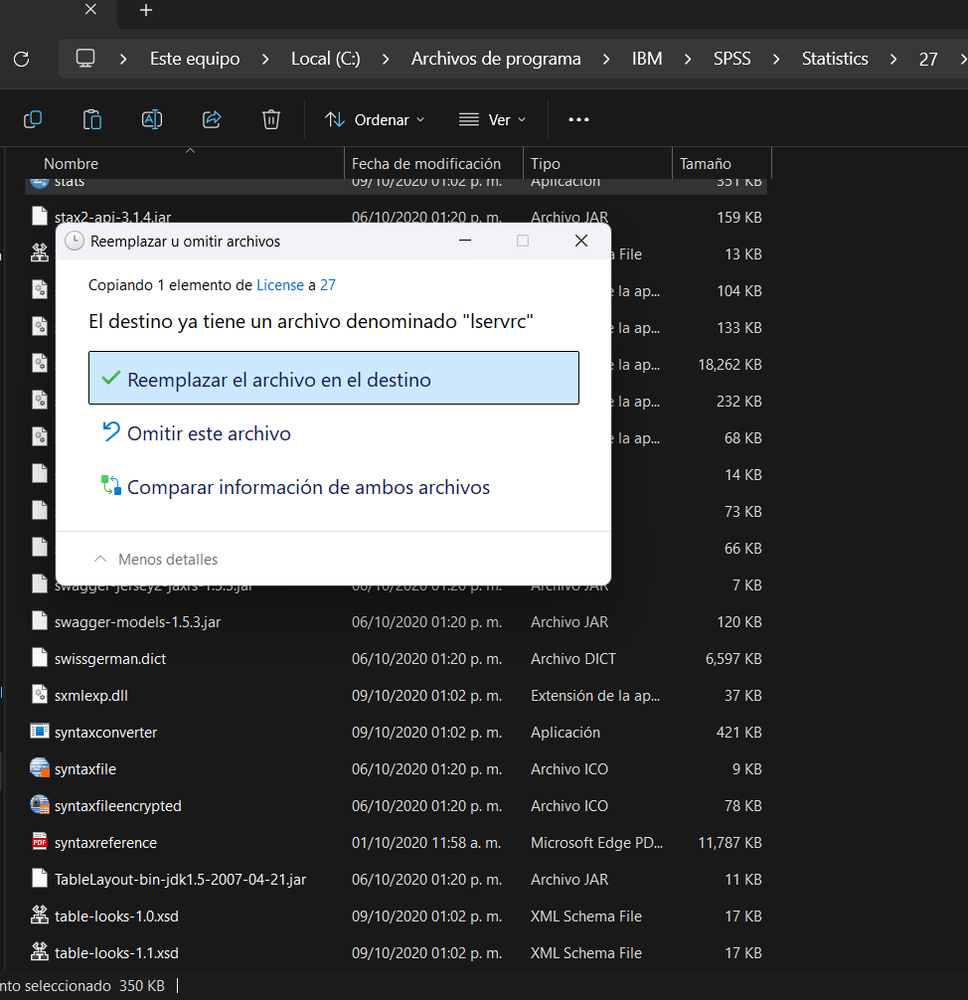 Este equipo > Local (C:) > Archivos de programa > IBM > SPSS > Statistics > 27 >
Ordenar Ver
Nombre Fecha de modificación Tipo Tamaño
stats 09/10/2020 01:02 p. m. Aplicación 351 KB
stax2-api-3.1.4.jar 06/10/2020 01:20 p. m. Archivo JAR 159 KB
Reemplazar u omitir archivos
a File 13 KB
Copiando 1 elemento de License a 27
e la ap... 104 KB
El destino ya tiene un archivo denominado "lservrc"
e la ap... 133 KB
Reemplazar el archivo en el destino
e la ap... 18,262 KB
e la ap... 232 KB
Omitir este archivo
e la ap... 68 KB
Comparar información de ambos archivos
14 KB
73 KB
Menos detalles
66 KB
swagger-jersey2-jaxrs-1.5.3.jar 06/10/2020 01:20 p. m. Archivo JAR 7 KB
swagger-models-1.5.3.jar 06/10/2020 01:20 p. m. Archivo JAR 120 KB
swissgerman.dict 06/10/2020 01:20 p. m. Archivo DICT 6,597 KB
sxmlexp.dll 09/10/2020 01:02 p. m. Extensión de la ap... 37 KB
syntaxconverter 09/10/2020 01:02 p. m. Aplicación 421 KB
syntaxfile 06/10/2020 01:20 p. m. Archivo ICO 9 KB
syntaxfileencrypted 06/10/2020 01:20 p. m. Archivo ICO 78 KB
PDF syntaxreference 01/10/2020 11:58 a. m. Microsoft Edge PD... 11,787 KB
TableLayout-bin-jdk1.5-2007-04-21.jar 06/10/2020 01:20 p. m. Archivo JAR 11 KB
table-looks-1.0.xsd 09/10/2020 01:02 p. m. XML Schema File 17 KB
table-looks-1.1.xsd 09/10/2020 01:02 p. m. XML Schema File 17 KB
nto seleccionado 350 KB